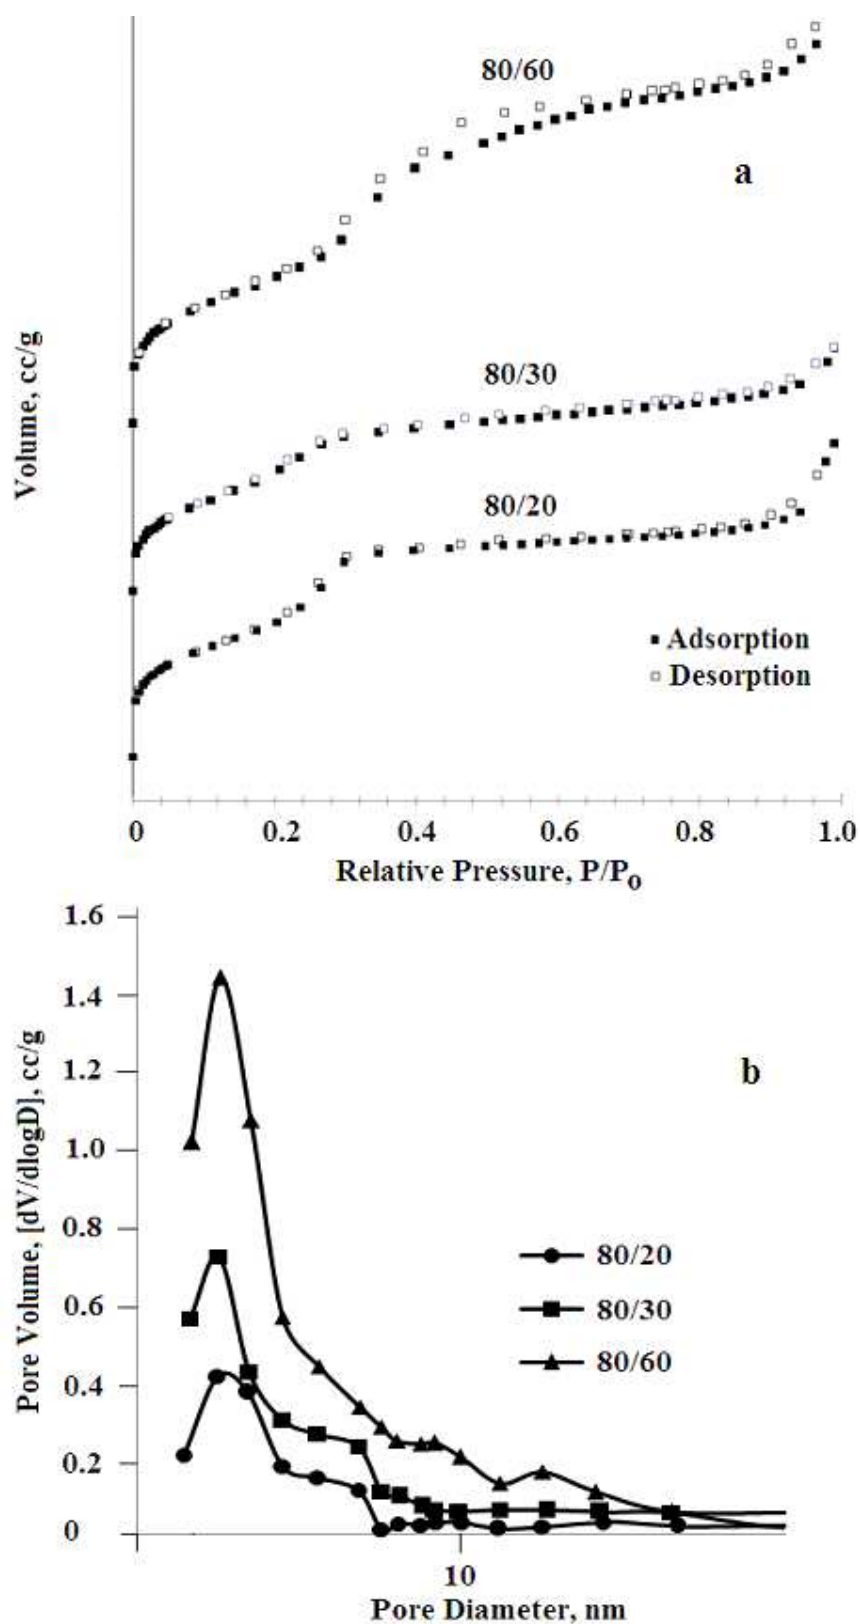 80/60
a
Volume, cc/g
80/30
80/20
Adsorption
Desorption
0 0.2 0.4 0.6 0.8 1.0
Relative Pressure, P/Po
1.6
1.4
1.2
1.0
0.8
0.6
0.4
0.2
0
Pore Volume, [dV/dlogD], cc/g
b
80/20
80/30
80/60
10
Pore Diameter, nm